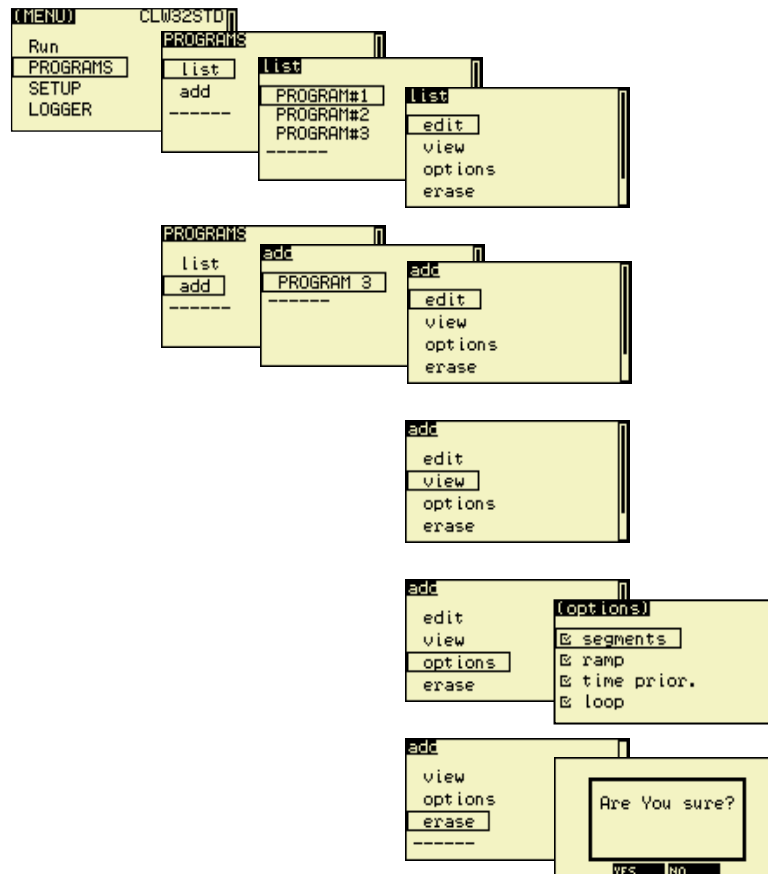 (MENU) CLW32STD
Run
PROGRAMS
SETUP
LOGGER
PROGRAMS
list
add
------
list
PROGRAM#1
PROGRAM#2
PROGRAM#3
------
list
edit
view
options
erase
PROGRAMS
list
add
------
add
PROGRAM 3
------
add
edit
view
options
erase
add
edit
view
options
erase
add
edit
view
options
erase
(options)
segments
ramp
time prior.
loop
add
view
options
erase
------
Are You sure?
YES NO